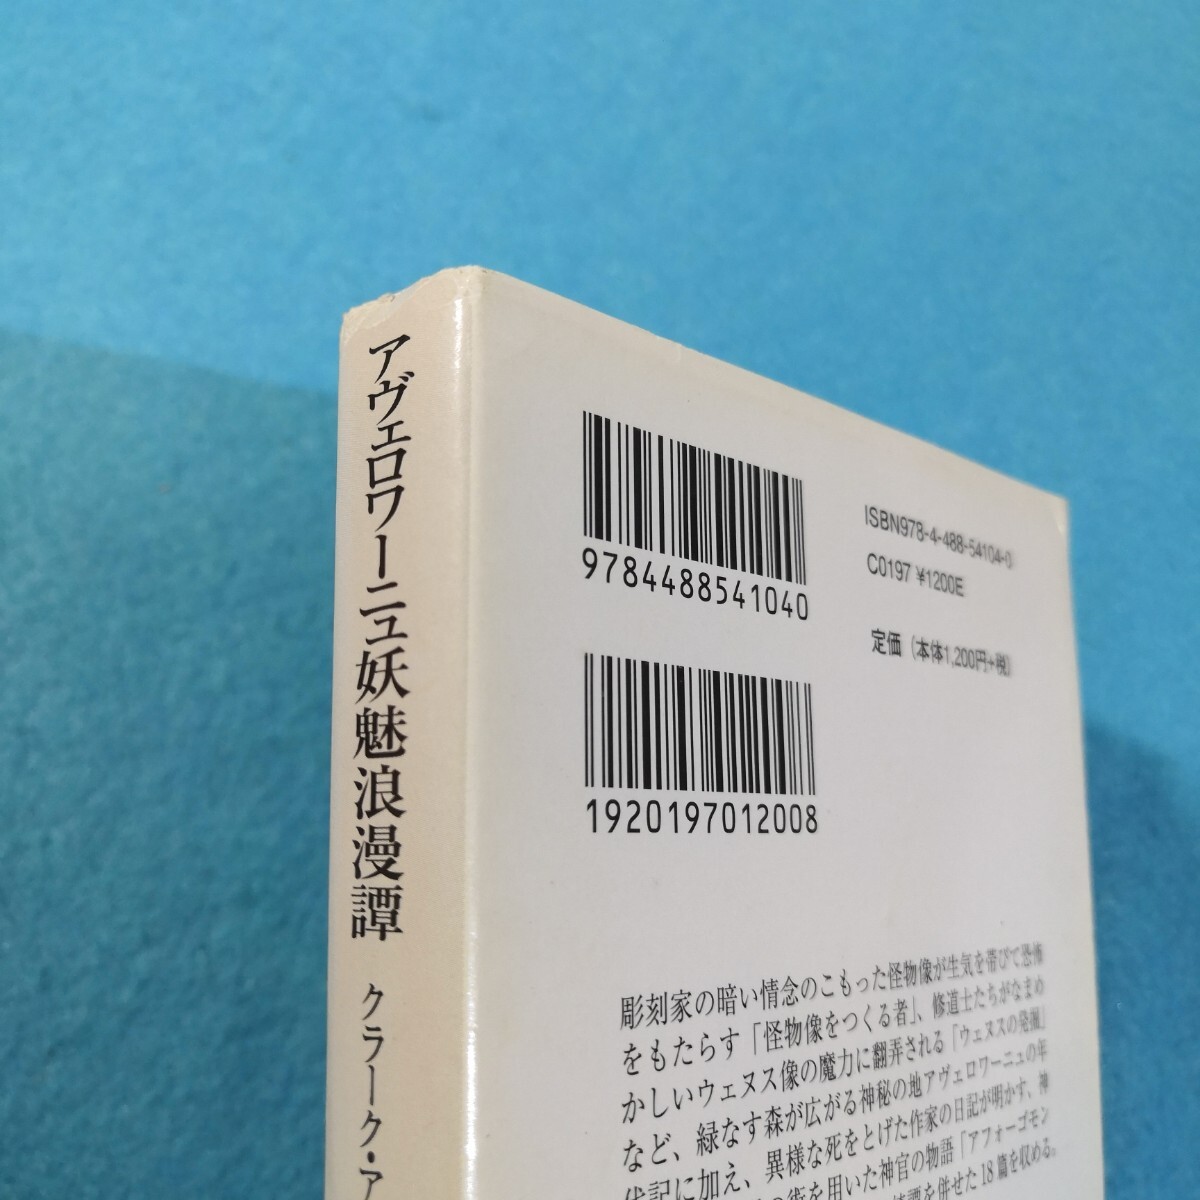 アヴェロワーニュ妖魅浪漫譚 クラーク・ア
9784488541040
ISBN978-4-488-54104-0
C0197 ¥1200E
定価（本体1,200円+税）
1920197012008
彫刻家の暗い情念のこもった怪物像が生気を帯びて恐怖
をもたらす「怪物像をつくる者」、修道士たちがなまめ
かしいウェヌス像の魔力に翻弄される「ウェヌスの発掘」
など、緑なす森が広がる神秘の地アヴェロワーニュの年
代記に加え、異様な死をとげた作家の日記が明かす、神
の術を用いた神官の物語「アフォーゴモン
譚を併せた18篇を収める。